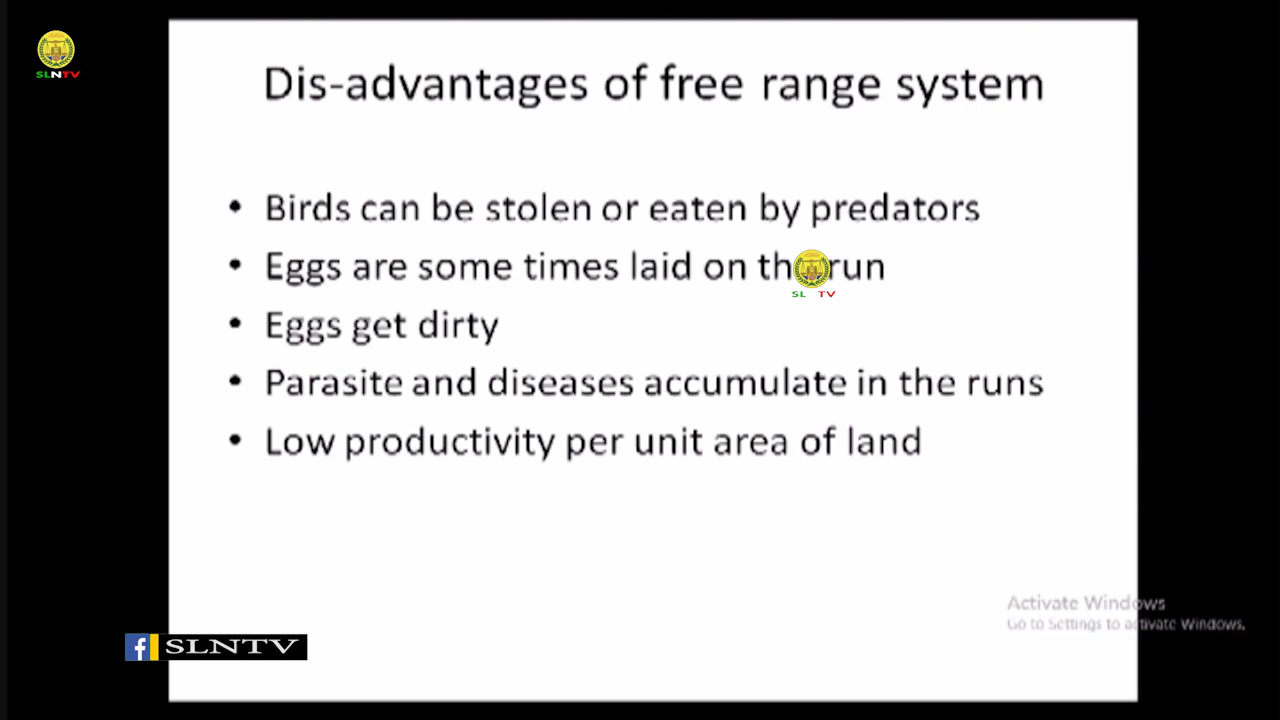 SLNTV
Dis-advantages of free range system
• Birds can be stolen or eaten by predators
• Eggs are some times laid on th run
SL TV
• Eggs get dirty
• Parasite and diseases accumulate in the runs
• Low productivity per unit area of land
Activate Windows
Go to Settings to activate Windows.
f SLNTV